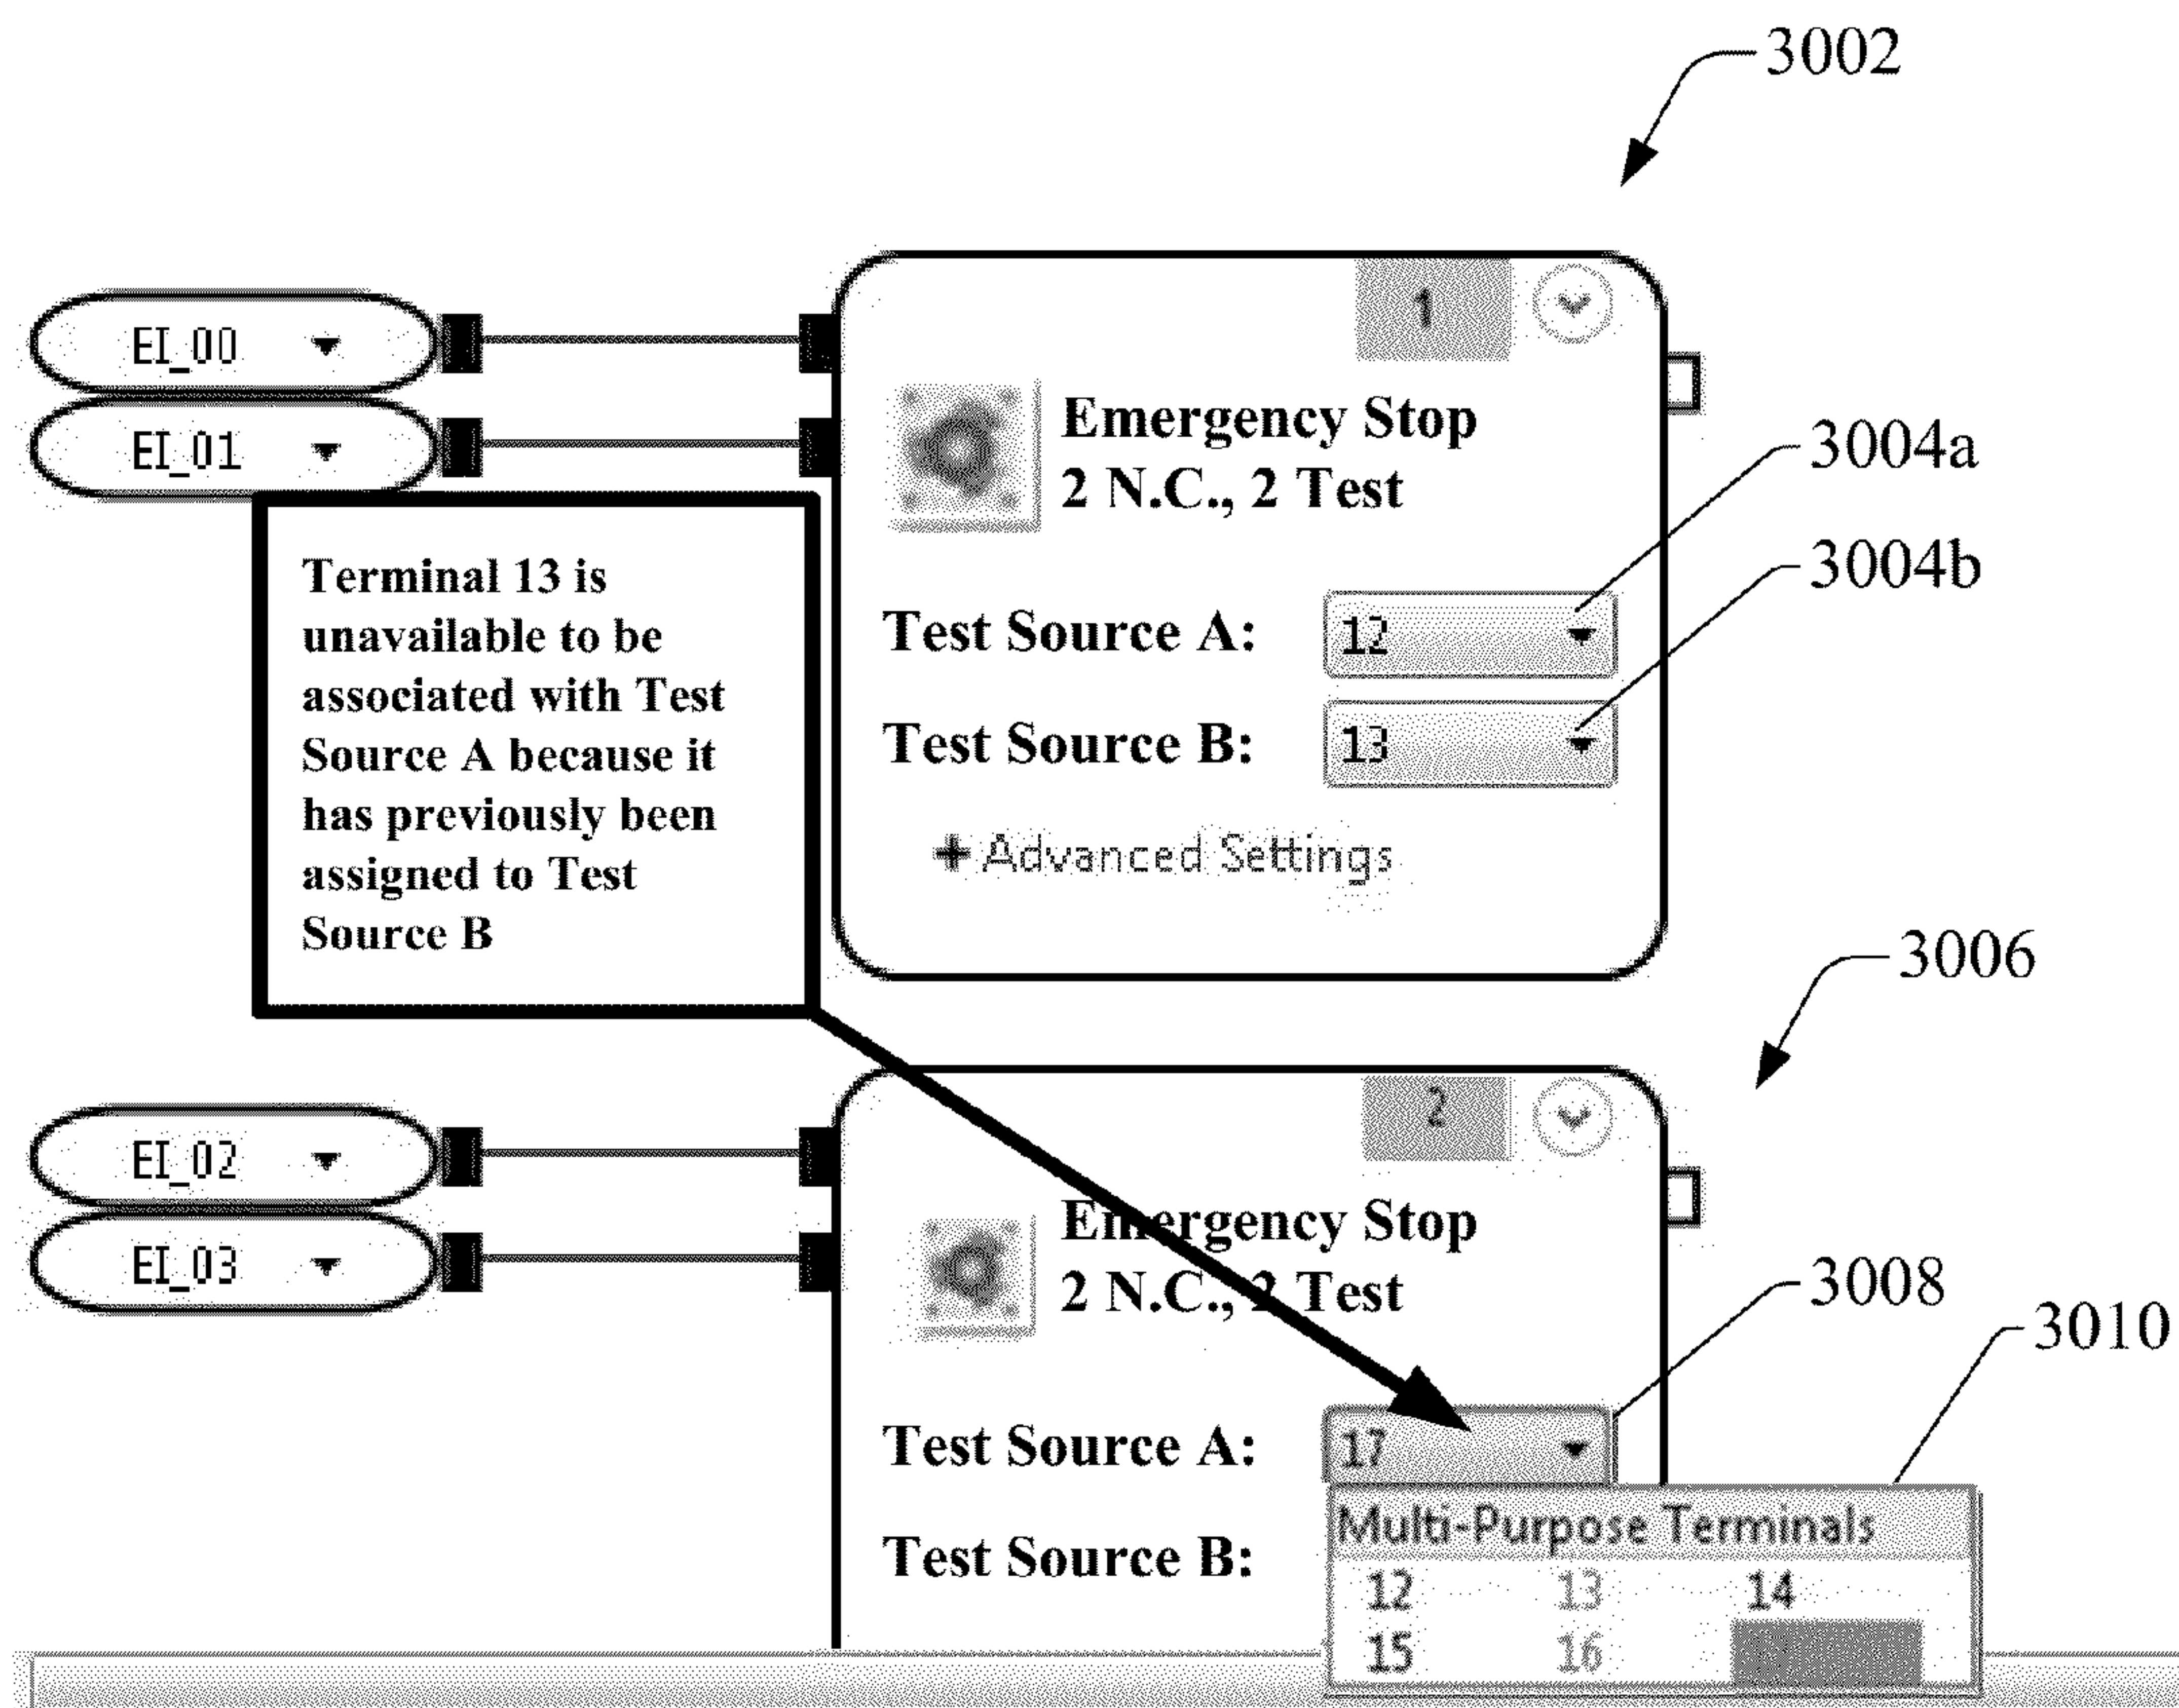 3002
1
EI_00
EI_01
Emergency Stop
2 N.C., 2 Test
3004a
3004b
Terminal 13 is
unavailable to be
associated with Test
Source A because it
has previously been
assigned to Test
Source B
Test Source A: 12
Test Source B: 13
+ Advanced Settings
3006
2
EI_02
EI_03
Emergency Stop
2 N.C., 2 Test
3008
3010
Test Source A: 17
Test Source B:
Multi-Purpose Terminals
12 13 14
15 16